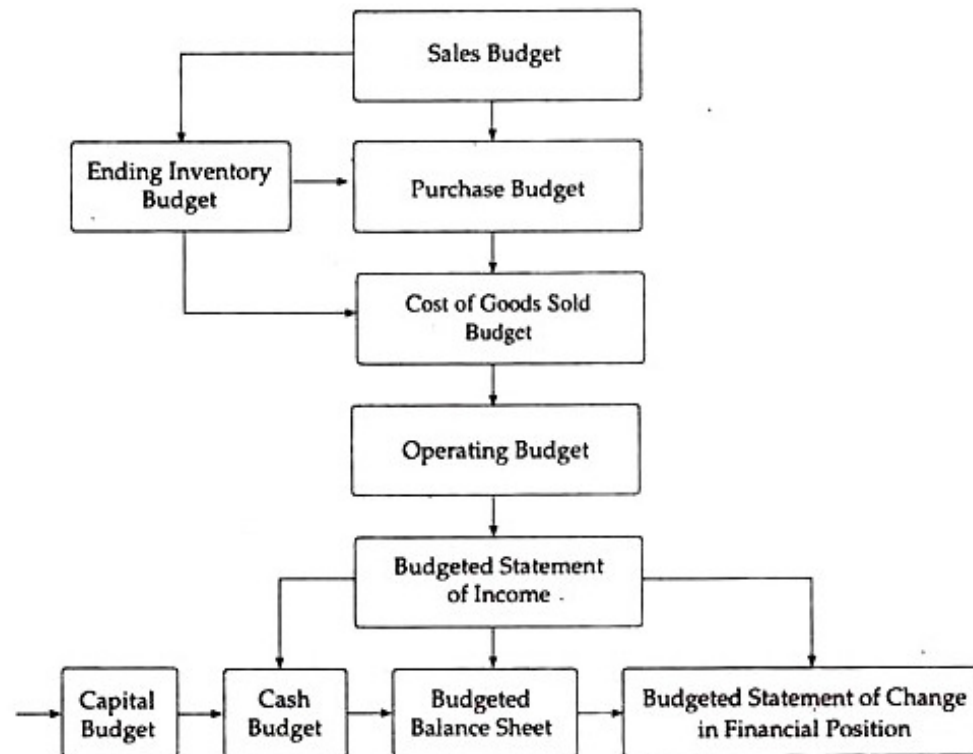 Sales Budget
Ending Inventory
Budget
Purchase Budget
Cost of Goods Sold
Budget
Operating Budget
Budgeted Statement
of Income
Capital
Budget
Cash
Budget
Budgeted
Balance Sheet
Budgeted Statement of Change
in Financial Position